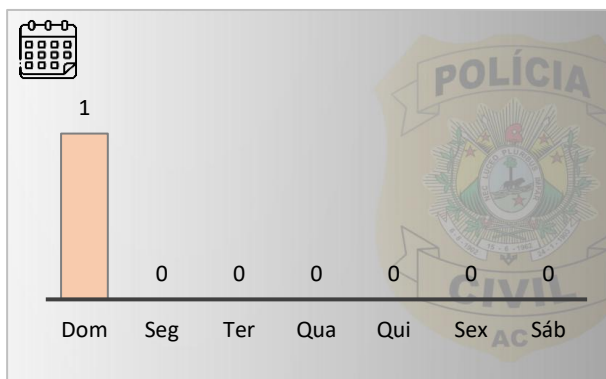 POLÍCIA
1
0 0 0 0 0 0
CIVIL
Dom Seg Ter Qua Qui Sex Sáb
AC